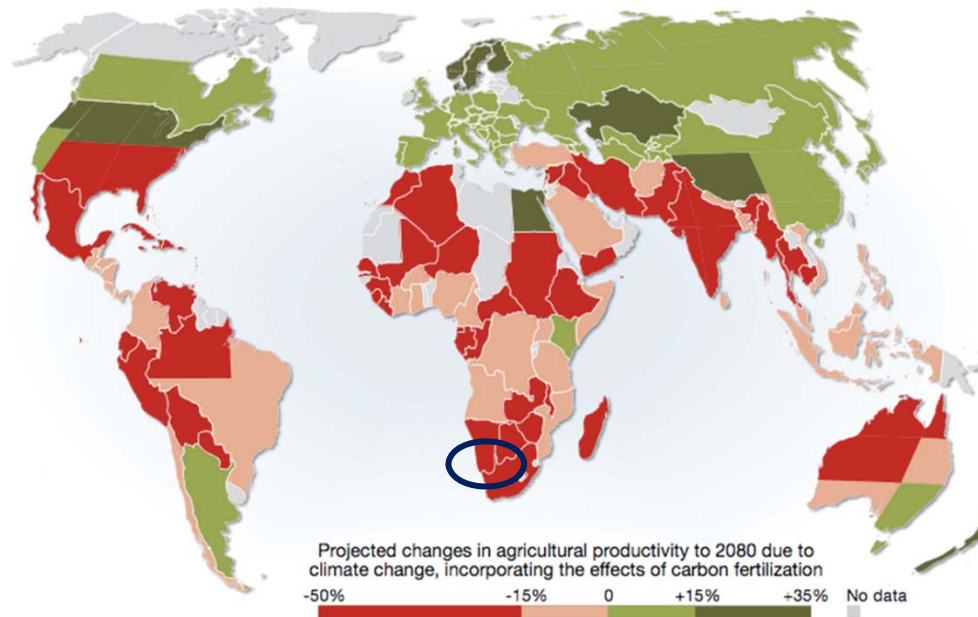 Projected changes in agricultural productivity to 2080 due to
climate change, incorporating the effects of carbon fertilization
-50% -15% 0 +15% +35% No data